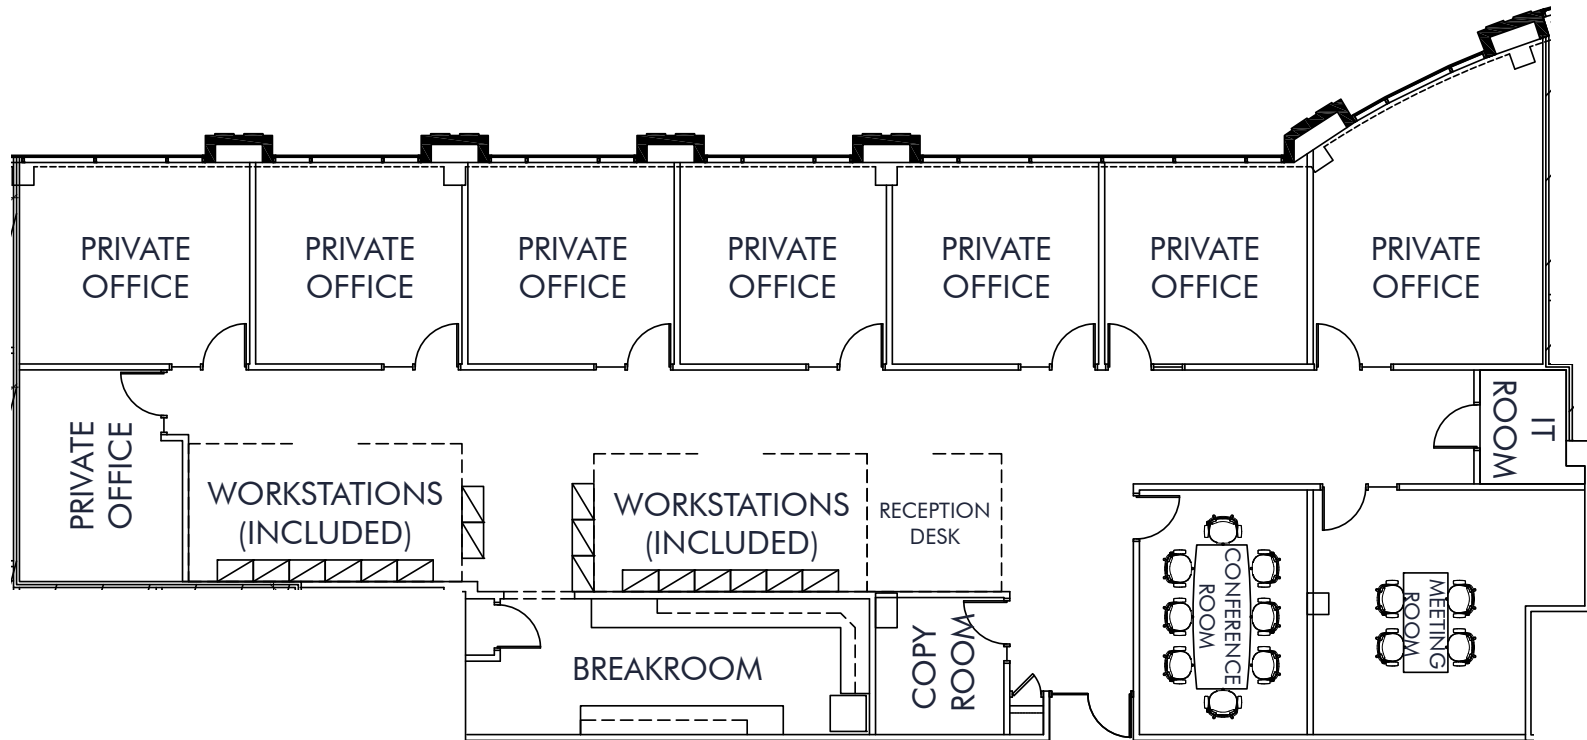 PRIVATE
OFFICE
PRIVATE
OFFICE
PRIVATE
OFFICE
PRIVATE
OFFICE
PRIVATE
OFFICE
PRIVATE
OFFICE
PRIVATE
OFFICE
PRIVATE
OFFICE
WORKSTATIONS
(INCLUDED)
WORKSTATIONS
(INCLUDED)
RECEPTION
DESK
IT
ROOM
BREAKROOM
COPY
ROOM
CONFERENCE
ROOM
MEETING
ROOM